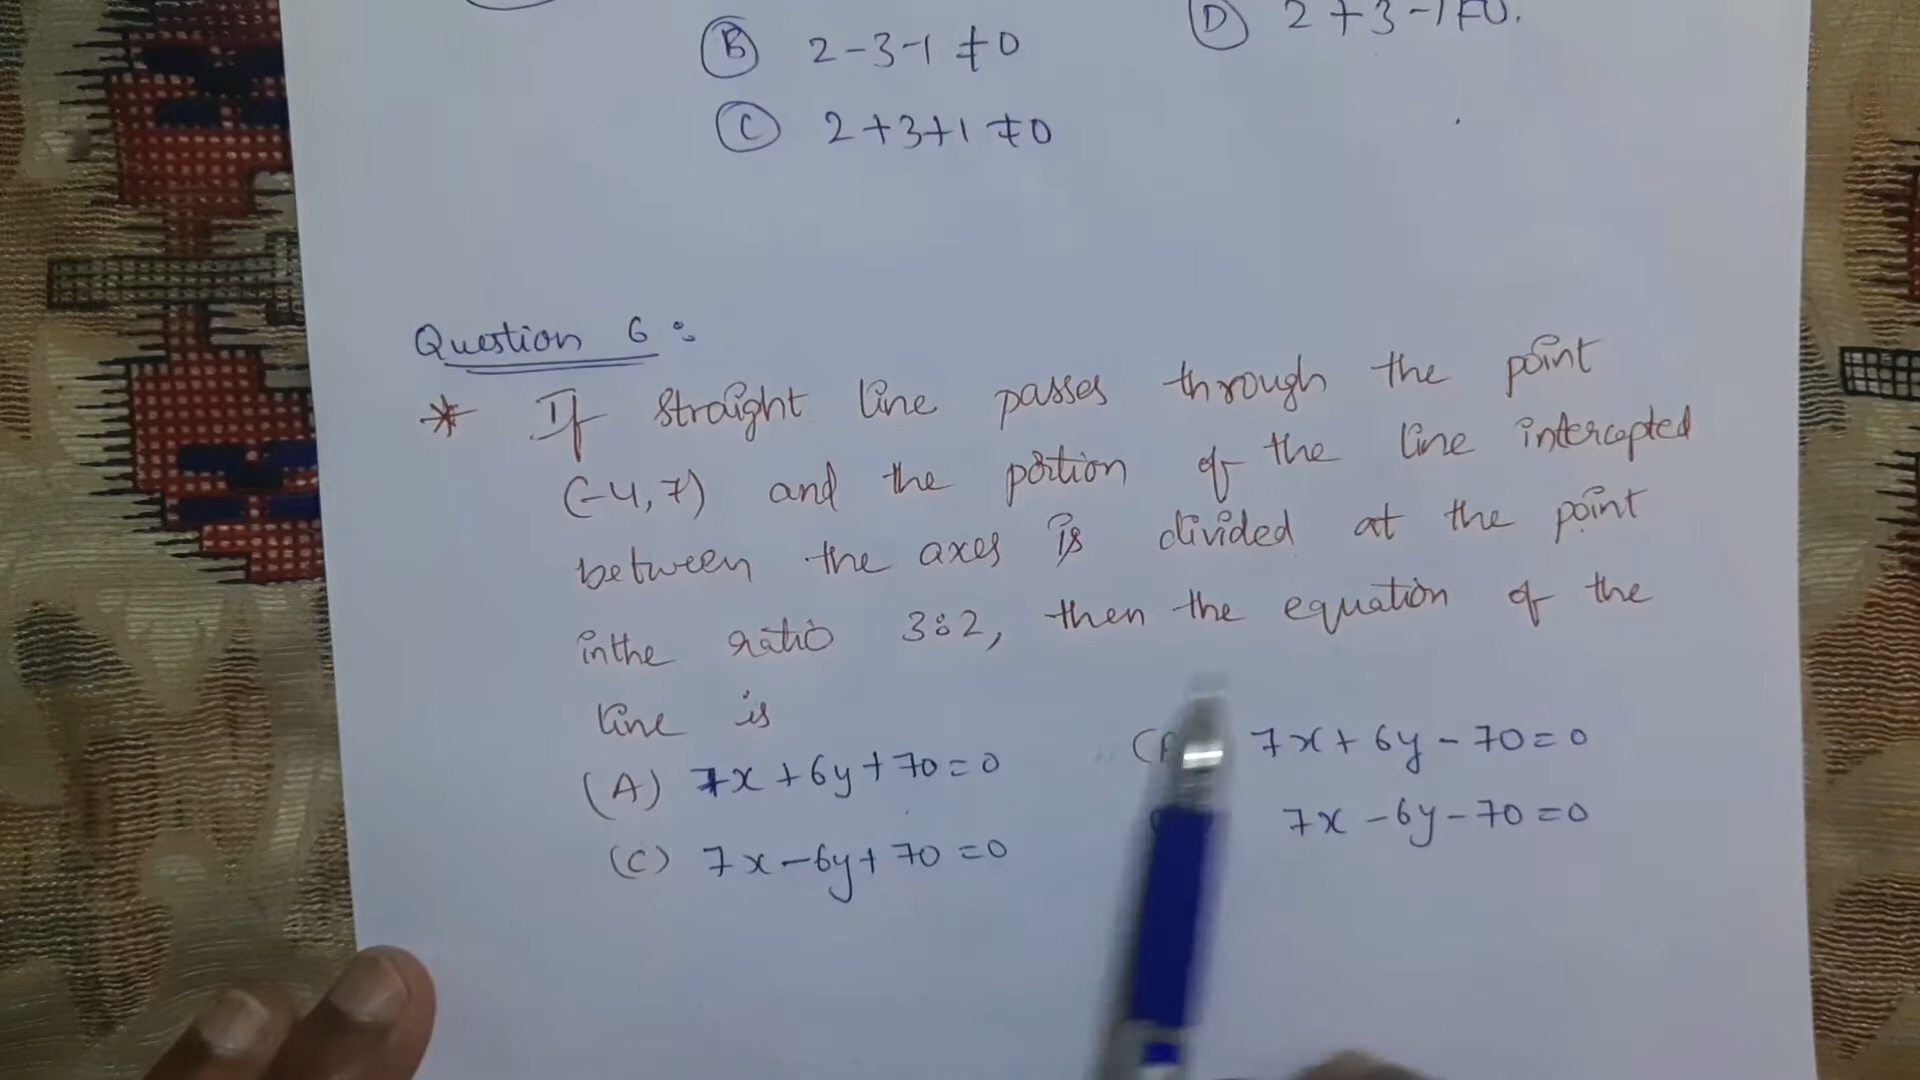 (B) 2-3-1 ≠0
(D) 2+3-1≠0.
(C) 2+3+1 ≠0
Question 6 :
* If straight line passes through the point
(-4,7) and the portion of the line intercepted
between the axes is divided at the point
inthe ratio 3:2, then the equation of the
line is
(A) 7x+6y+70=0
7x+6y-70=0
(C) 7x-6y+70=0
7x-6y-70=0